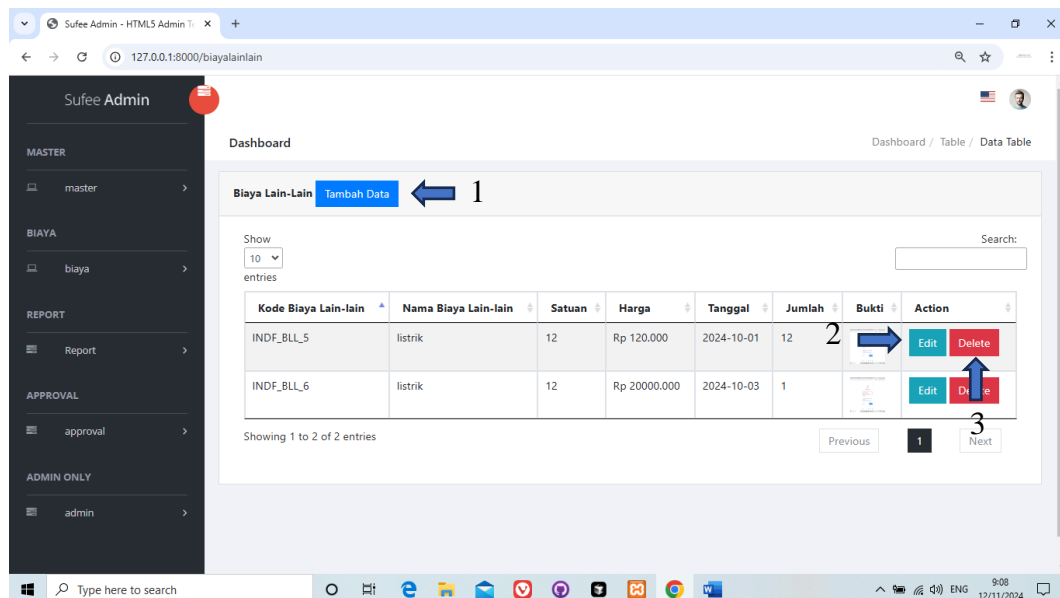 Sufee Admin - HTML5 Admin Te
127.0.0.1:8000/biayalainlain
Sufee Admin
Dashboard
Dashboard / Table / Data Table
MASTER
master
BIAYA
biaya
REPORT
Report
APPROVAL
approval
ADMIN ONLY
admin
Biaya Lain-Lain Tambah Data 1
Show
10
entries
Search:
Kode Biaya Lain-lain Nama Biaya Lain-lain Satuan Harga Tanggal Jumlah Bukti Action
INDF_BLL_5 listrik 12 Rp 120.000 2024-10-01 12 2 Edit Delete
INDF_BLL_6 listrik 12 Rp 20000.000 2024-10-03 1 Edit Delete
3
Showing 1 to 2 of 2 entries
Previous 1 Next
Type here to search
ENG
9:08
12/11/2024